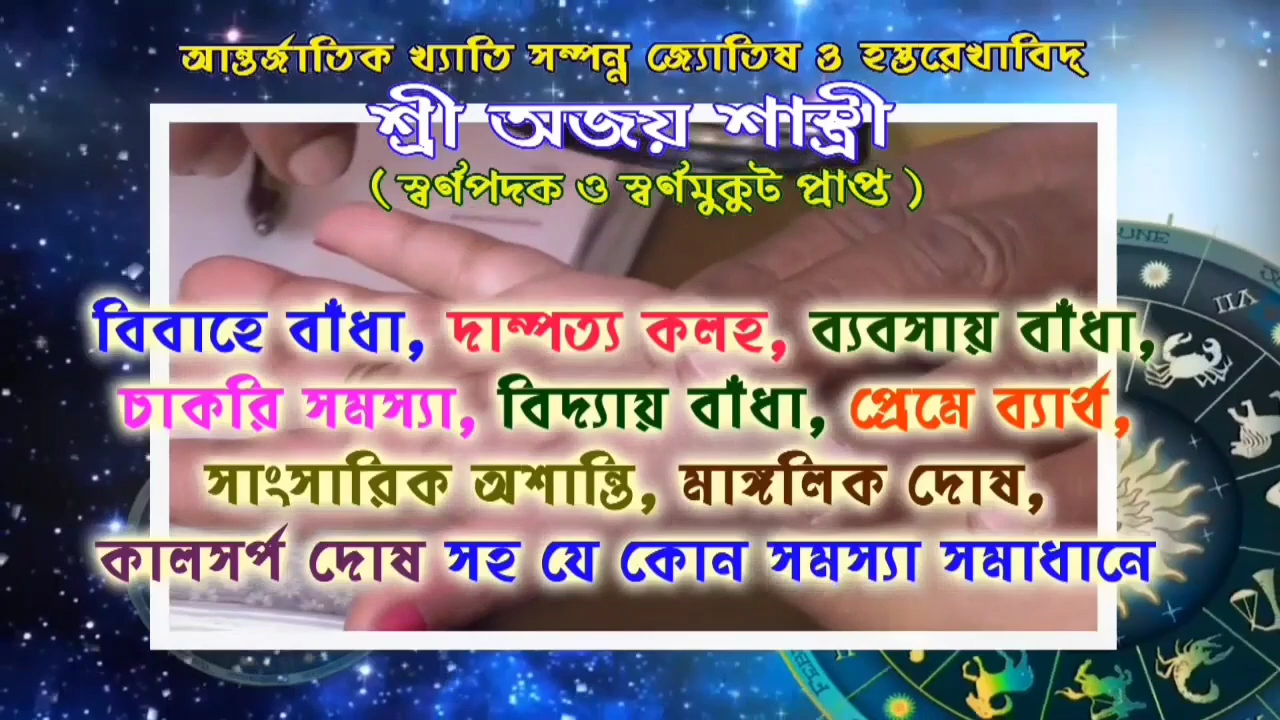 আন্তর্জাতিক খ্যাতি সম্পন্ন জ্যোতিষ ও হস্তরেখাবিদ্
শ্রী অজয় শাস্ত্রী
( স্বর্ণপদক ও স্বর্ণমুকুট প্রাপ্ত )
বিবাহে বাঁধা, দাম্পত্য কলহ, ব্যবসায় বাঁধা,
চাকরি সমস্যা, বিদ্যায় বাঁধা, প্রেমে ব্যার্থ,
সাংসারিক অশান্তি, মাঙ্গলিক দোষ,
কালসর্প দোষ সহ যে কোন সমস্যা সমাধানে
VII